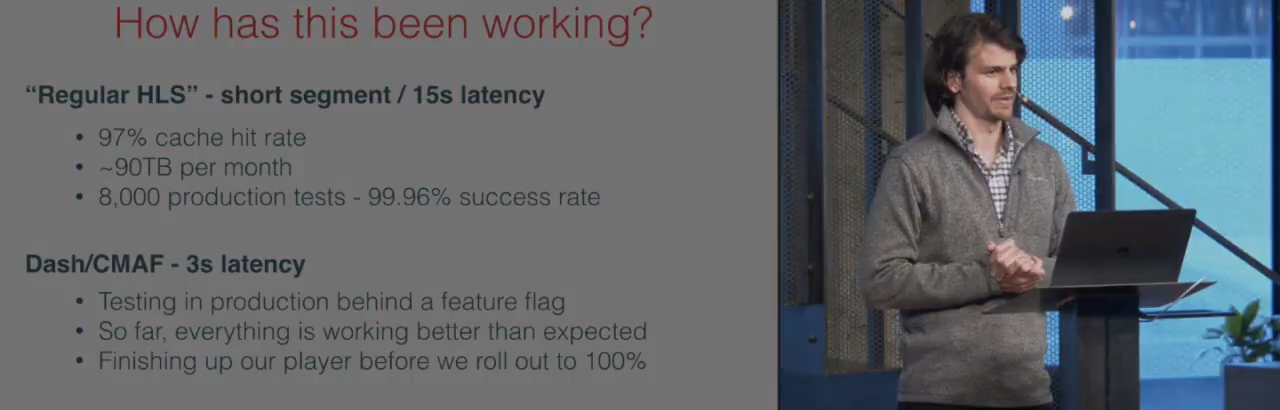 How has this been working?
“Regular HLS” - short segment / 15s latency
• 97% cache hit rate
• ~90TB per month
• 8,000 production tests - 99.96% success rate
Dash/CMAF - 3s latency
• Testing in production behind a feature flag
• So far, everything is working better than expected
• Finishing up our player before we roll out to 100%